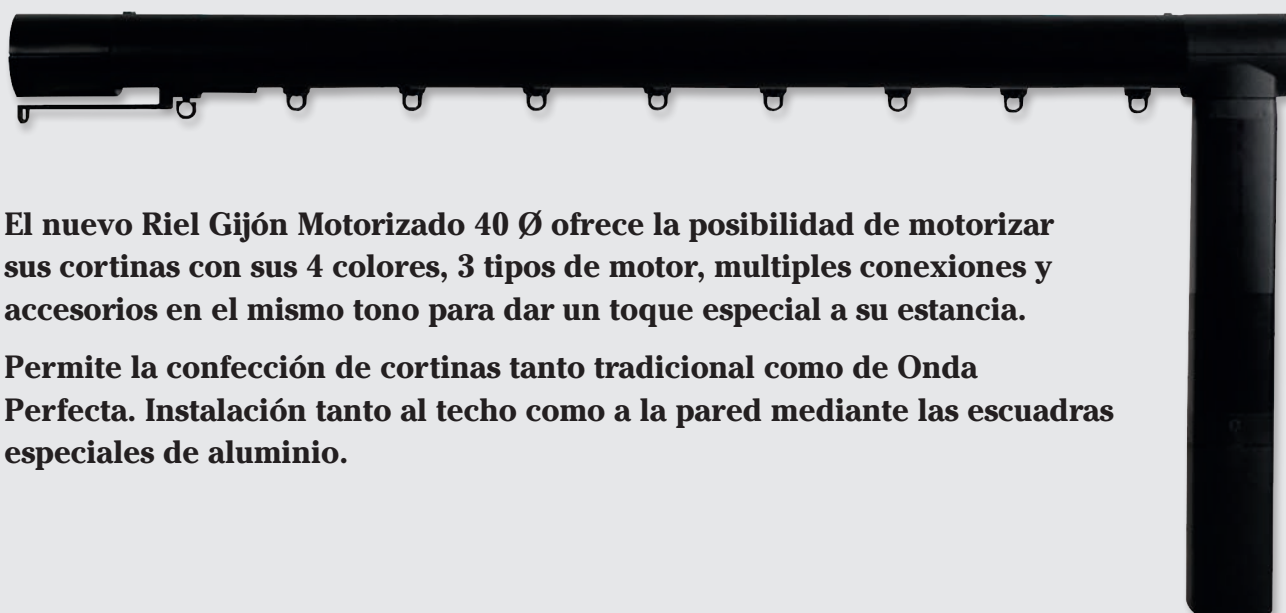 El nuevo Riel Gijón Motorizado 40 Ø ofrece la posibilidad de motorizar
sus cortinas con sus 4 colores, 3 tipos de motor, multiples conexiones y
accesorios en el mismo tono para dar un toque especial a su estancia.
Permite la confección de cortinas tanto tradicional como de Onda
Perfecta. Instalación tanto al techo como a la pared mediante las escuadras
especiales de aluminio.